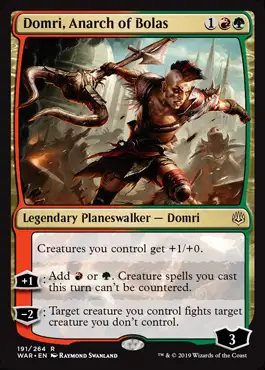 Domri, Anarch of Bolas 1
Legendary Planeswalker — Domri
Creatures you control get +1/+0.
+1: Add or . Creature spells you cast
this turn can't be countered.
−2: Target creature you control fights target
creature you don't control.
3
191/264 R
WAR • EN RAYMOND SWANLAND ™ & © 2019 Wizards of the Coast